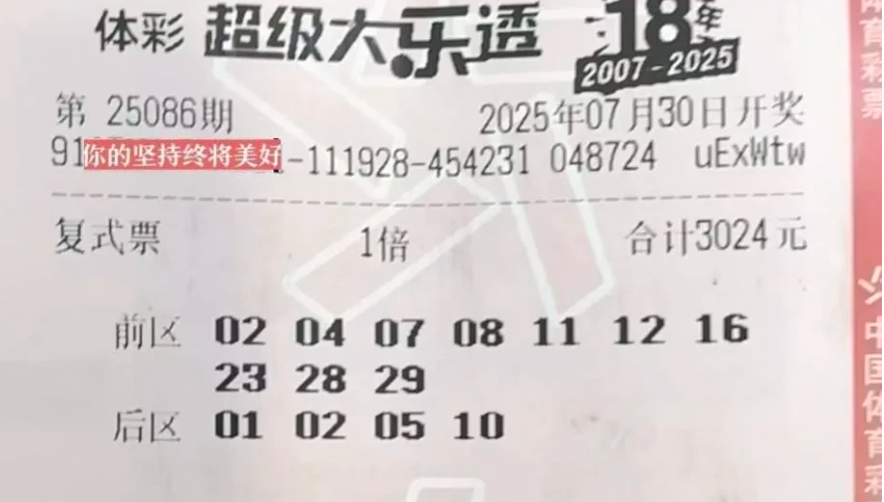 体彩 超级大乐透 18年
2007-2025
第 25086期 2025年07月30日开奖
91 你的坚持终将美好 -111928-454231 048724 uExWtw
复式票 1倍 合计3024元
前区 02 04 07 08 11 12 16
23 28 29
后区 01 02 05 10
体育彩票
中国体育彩